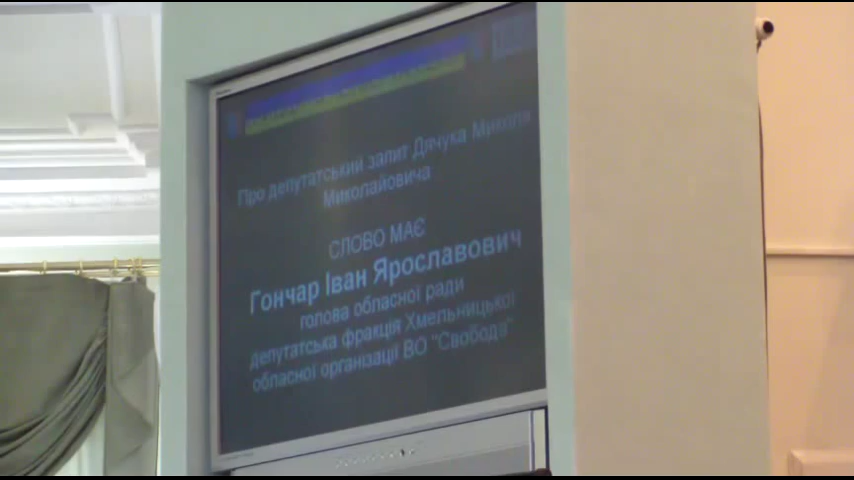 Про депутатський запит Дячука Миколи
Миколайовича
СЛОВО МАЄ
Гончар Іван Ярославович
голова обласної ради
депутатська фракція Хмельницької
обласної організації ВО "Свобода"